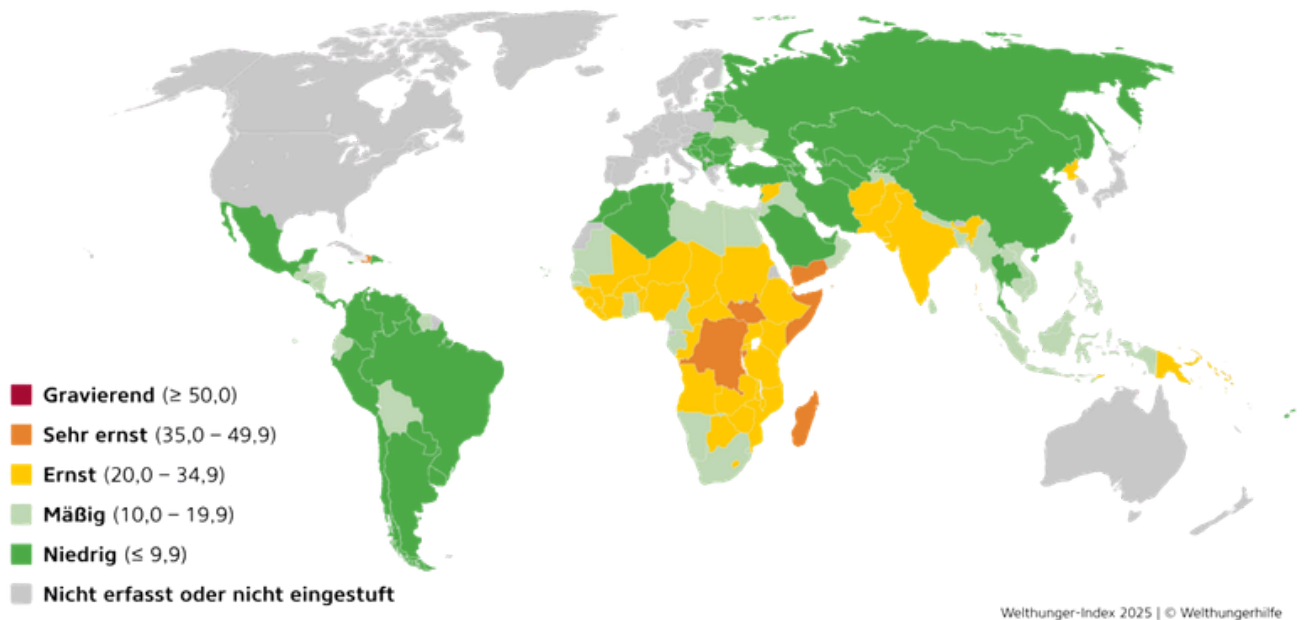 Gravierend (≥ 50,0)
Sehr ernst (35,0 – 49,9)
Ernst (20,0 – 34,9)
Mäßig (10,0 – 19,9)
Niedrig (≤ 9,9)
Nicht erfasst oder nicht eingestuft
Welthunger-Index 2025 | © Welthungerhilfe